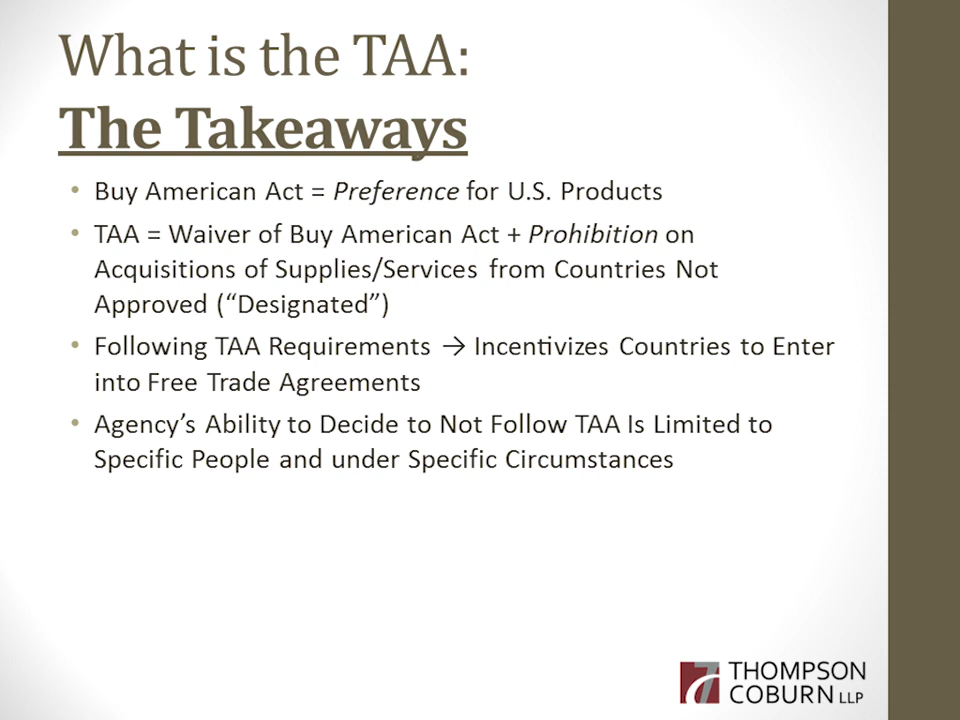 What is the TAA:
The Takeaways
• Buy American Act = Preference for U.S. Products
• TAA = Waiver of Buy American Act + Prohibition on
Acquisitions of Supplies/Services from Countries Not
Approved (“Designated”)
• Following TAA Requirements → Incentivizes Countries to Enter
into Free Trade Agreements
• Agency’s Ability to Decide to Not Follow TAA Is Limited to
Specific People and under Specific Circumstances
THOMPSON
COBURN LLP